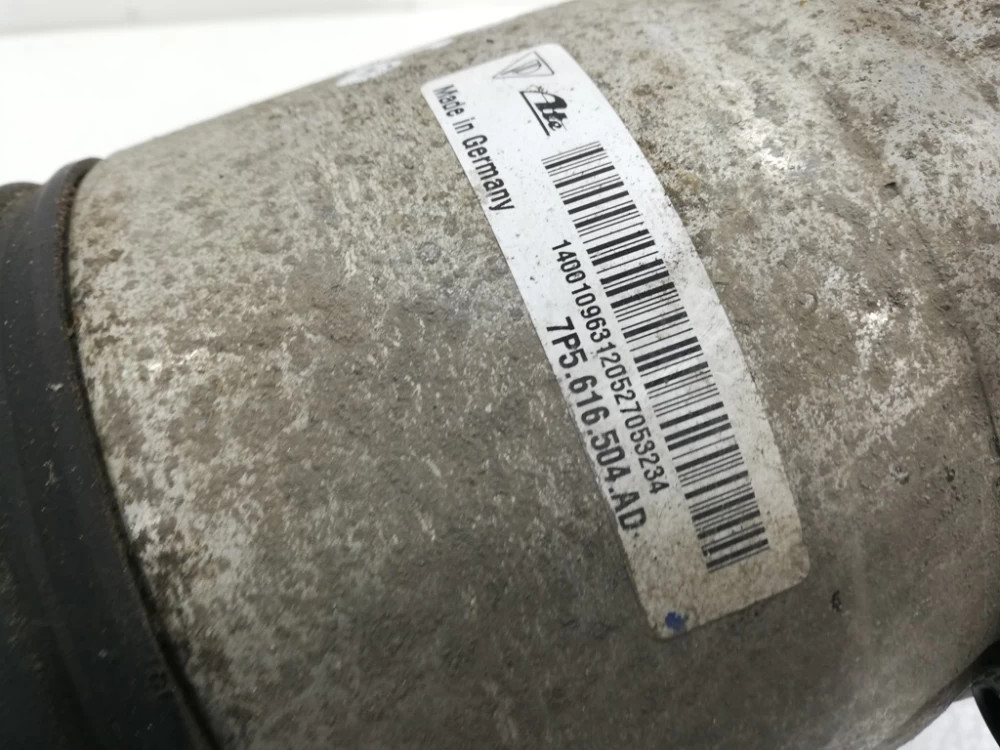 Ate
Made in Germany
14001096312052705323​4
7P5.616.504.AD